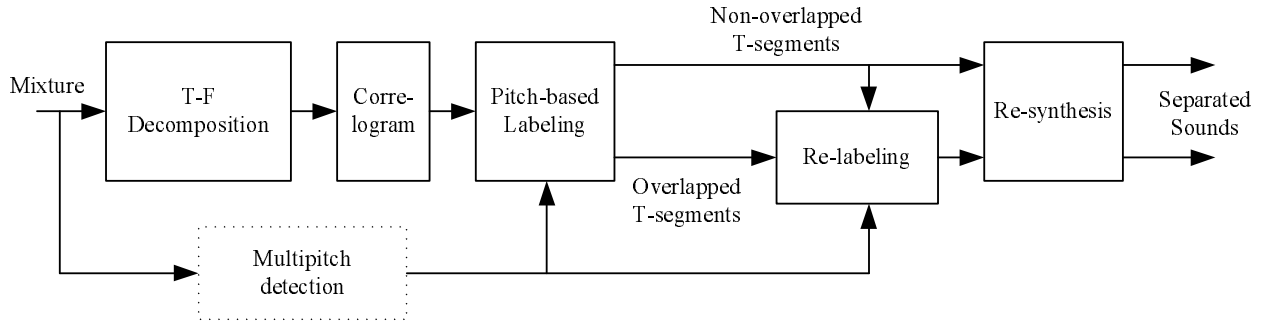 Mixture
T-F
Decomposition
Corre-
logram
Pitch-based
Labeling
Non-overlapped
T-segments
Overlapped
T-segments
Re-labeling
Re-synthesis
Separated
Sounds
Multipitch
detection